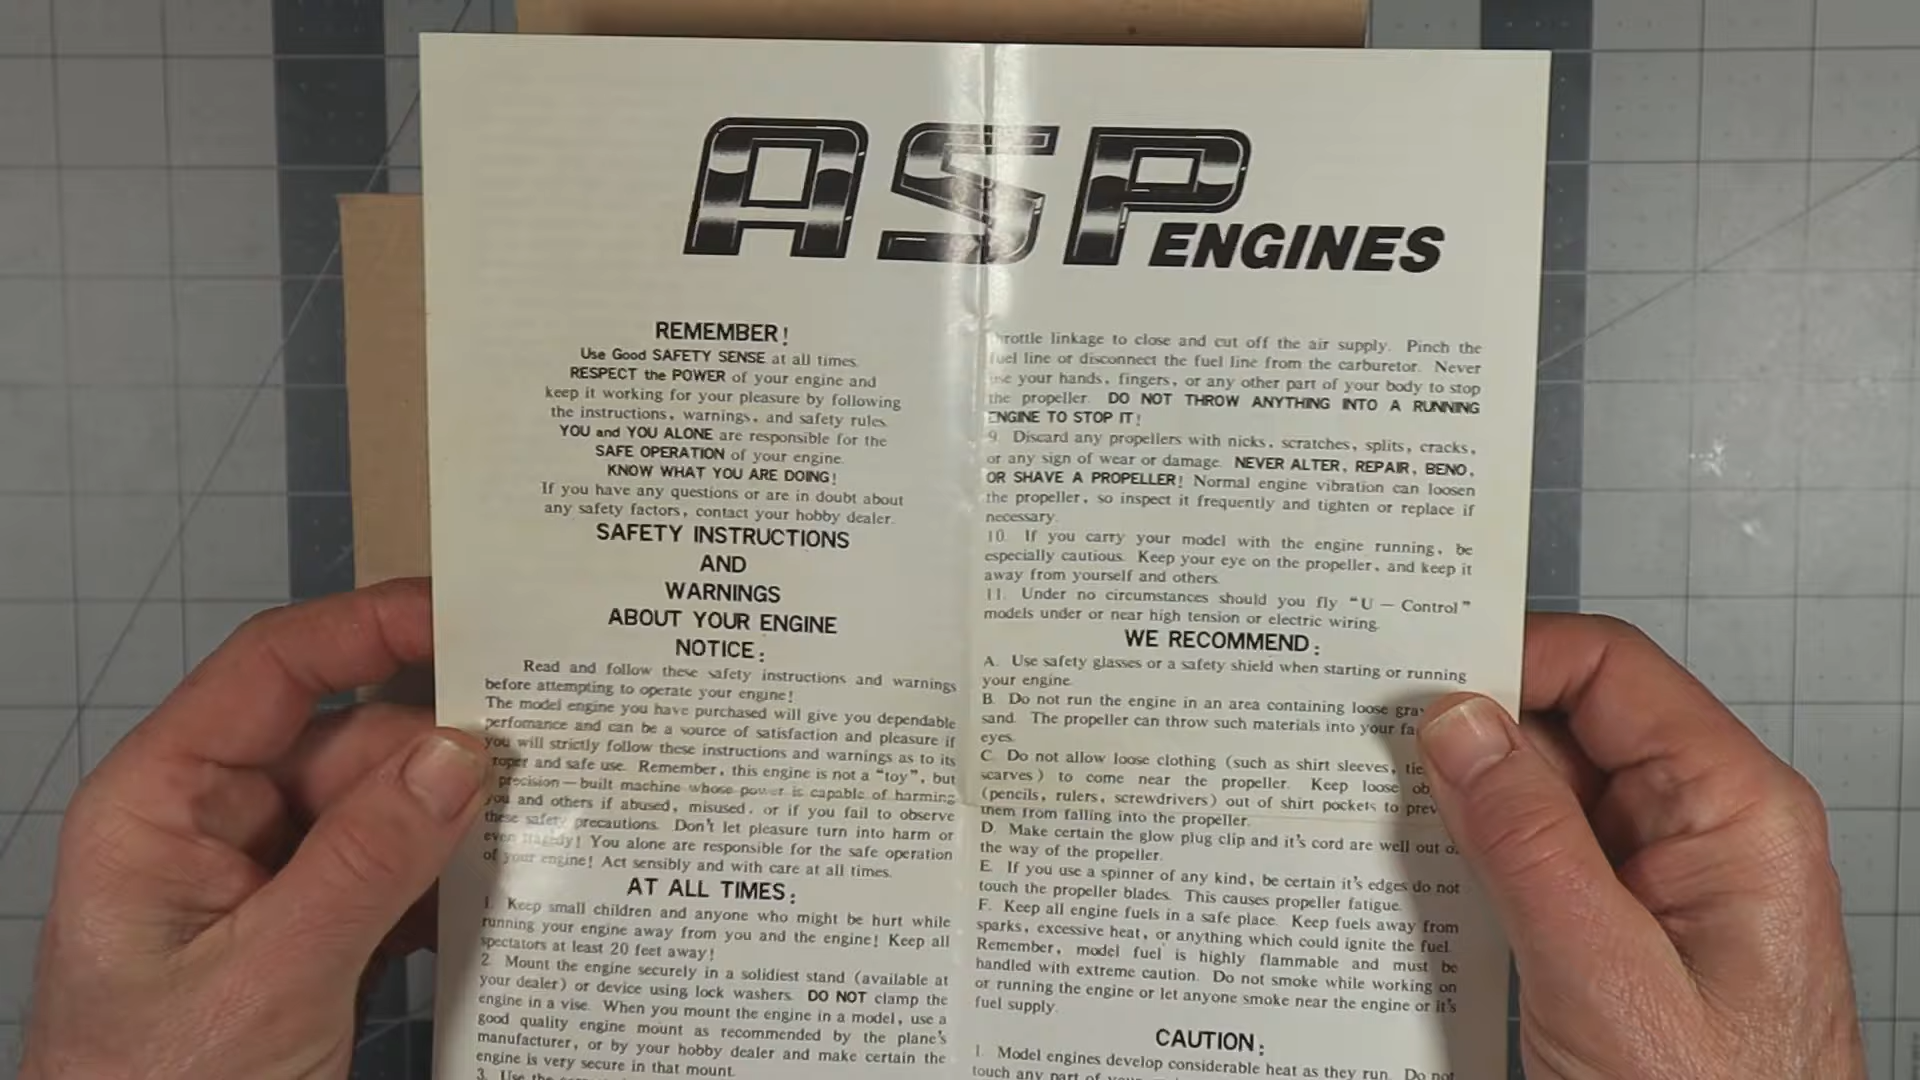 ASP ENGINES
REMEMBER!
Use Good SAFETY SENSE at all times.
RESPECT the POWER of your engine and
keep it working for your pleasure by following
the instructions, warnings, and safety rules.
YOU and YOU ALONE are responsible for the
SAFE OPERATION of your engine.
KNOW WHAT YOU ARE DOING!
If you have any questions or are in doubt about
any safety factors, contact your hobby dealer.
SAFETY INSTRUCTIONS
AND
WARNINGS
ABOUT YOUR ENGINE
NOTICE:
Read and follow these safety instructions and warnings
before attempting to operate your engine!
The model engine you have purchased will give you dependable
perfomance and can be a source of satisfaction and pleasure if
you will strictly follow these instructions and warnings as to its
and safe use. Remember, this engine is not a "toy", but
precision—built machine whose power is capable of harming
you and others if abused, misused, or if you fail to observe
these safety precautions. Don't let pleasure turn into harm or
even tragedy! You alone are responsible for the safe operation
of your engine! Act sensibly and with care at all times.
AT ALL TIMES:
1. Keep small children and anyone who might be hurt while
running your engine away from you and the engine! Keep all
spectators at least 20 feet away!
2. Mount the engine securely in a solidiest stand (available at
your dealer) or device using lock washers. DO NOT clamp the
engine in a vise. When you mount the engine in a model, use a
good quality engine mount as recommended by the plane's
manufacturer, or by your hobby dealer and make certain the
engine is very secure in that mount.
3. Use the
throttle linkage to close and cut off the air supply. Pinch the
fuel line or disconnect the fuel line from the carburetor. Never
use your hands, fingers, or any other part of your body to stop
the propeller. DO NOT THROW ANYTHING INTO A RUNNING
ENGINE TO STOP IT!
9. Discard any propellers with nicks, scratches, splits, cracks,
or any sign of wear or damage. NEVER ALTER, REPAIR, BENO,
OR SHAVE A PROPELLER! Normal engine vibration can loosen
the propeller, so inspect it frequently and tighten or replace if
necessary.
10. If you carry your model with the engine running, be
especially cautious. Keep your eye on the propeller, and keep it
away from yourself and others.
11. Under no circumstances should you fly "U — Control"
models under or near high tension or electric wiring.
WE RECOMMEND:
A. Use safety glasses or a safety shield when starting or running
your engine.
B. Do not run the engine in an area containing loose
sand. The propeller can throw such materials into your
eyes.
C. Do not allow loose clothing (such as shirt sleeves,
scarves) to come near the propeller. Keep loose
(pencils, rulers, screwdrivers) out of shirt pockets to
them from falling into the propeller.
D. Make certain the glow plug clip and it's cord are well out
the way of the propeller.
E. If you use a spinner of any kind, be certain it's edges do not
touch the propeller blades. This causes propeller fatigue.
F. Keep all engine fuels in a safe place. Keep fuels away from
sparks, excessive heat, or anything which could ignite the fuel.
Remember, model fuel is highly flammable and must be
handled with extreme caution. Do not smoke while working on
or running the engine or let anyone smoke near the engine or it's
fuel supply.
CAUTION:
1. Model engines develop considerable heat as they run. Do not
touch any part of